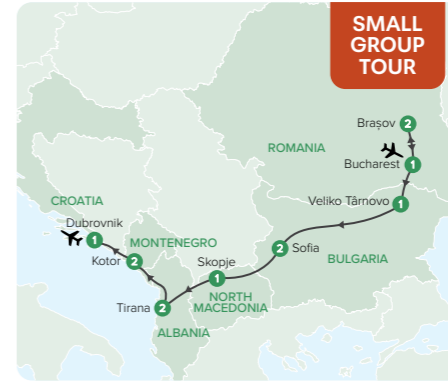 SMALL
GROUP
TOUR
Brașov
2
ROMANIA
Bucharest
1
Veliko Târnovo
1
CROATIA
Dubrovnik
1
MONTENEGRO
Kotor
2
Skopje
1
Sofia
2
BULGARIA
Tirana
2
NORTH
MACEDONIA
ALBANIA